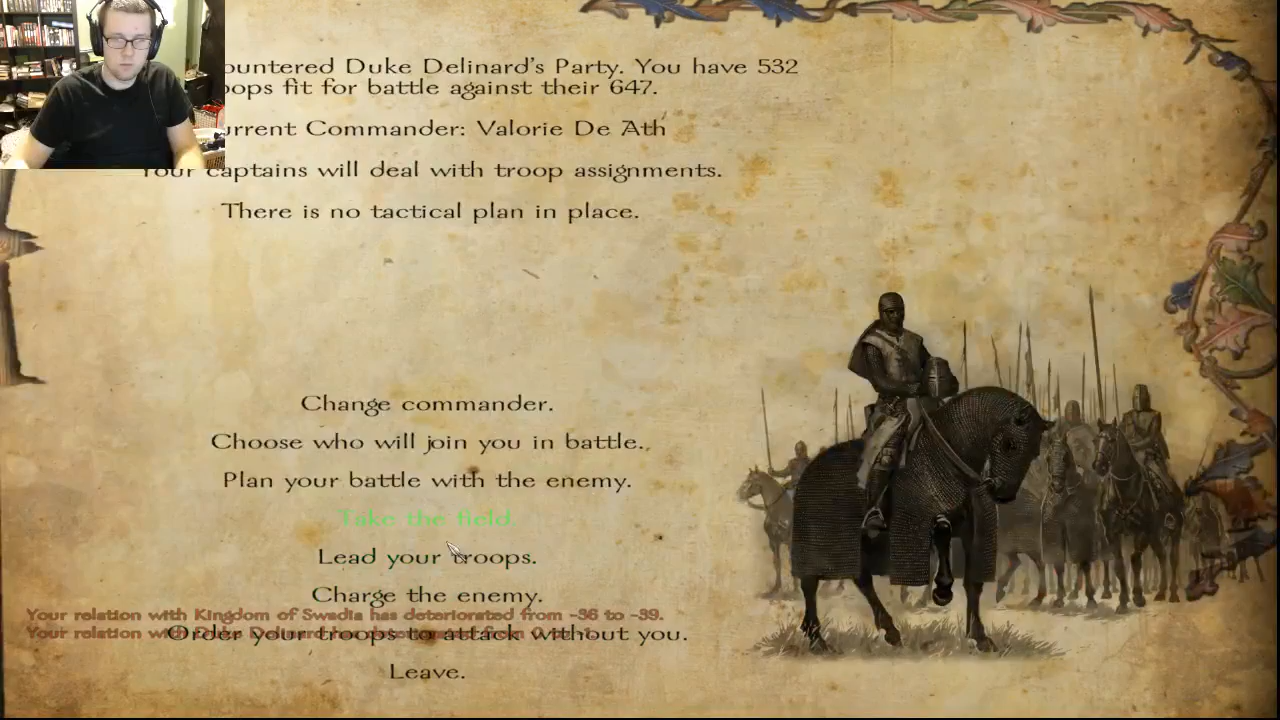 ountered Duke Delinard's Party. You have 532
oops fit for battle against their 647.
urrent Commander: Valorie De Ath
Your captains will deal with troop assignments.
There is no tactical plan in place.
Change commander.
Choose who will join you in battle.
Plan your battle with the enemy.
Take the field.
Lead your troops.
Charge the enemy.
Your relation with Kingdom of Swadia has deteriorated from -36 to -39.
Your relation with
Order your troops to attack without you.
Leave.